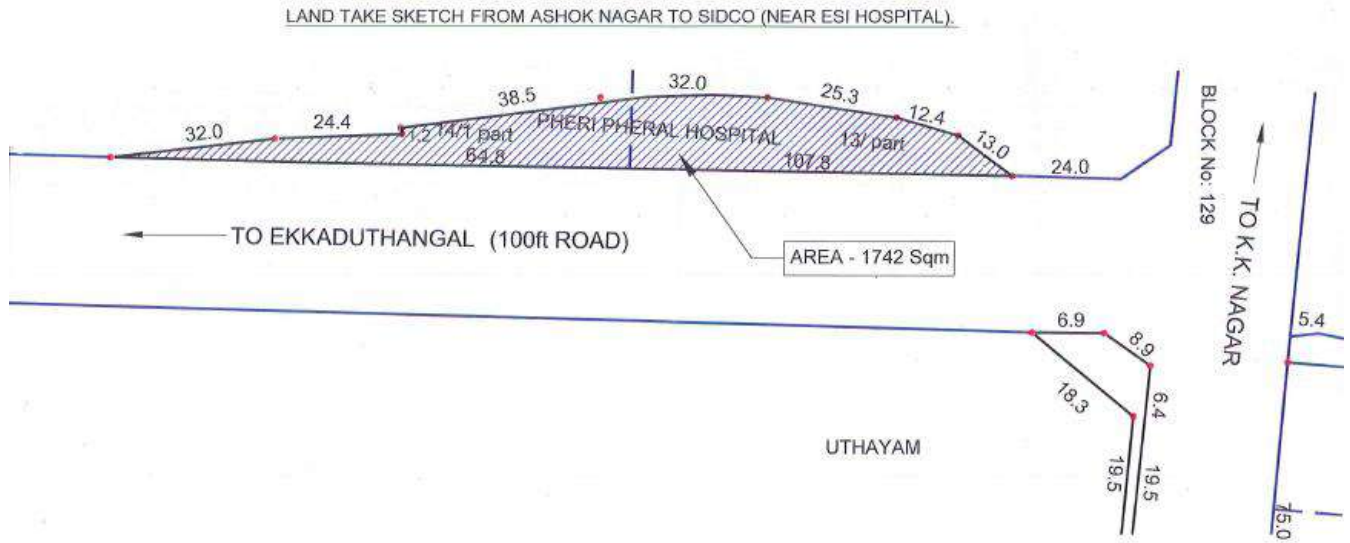 LAND TAKE SKETCH FROM ASHOK NAGAR TO SIDCO (NEAR ESI HOSPITAL).
32.0
24.4
38.5
32.0
25.3
12.4
13.0
24.0
1.2
14/1 part
PHERI PHERAL HOSPITAL
13/ part
64.8
107.8
BLOCK No: 129
TO EKKADUTHANGAL (100ft ROAD)
AREA - 1742 Sqm
TO K.K. NAGAR
6.9
8.9
18.3
6.4
5.4
UTHAYAM
19.5
19.5